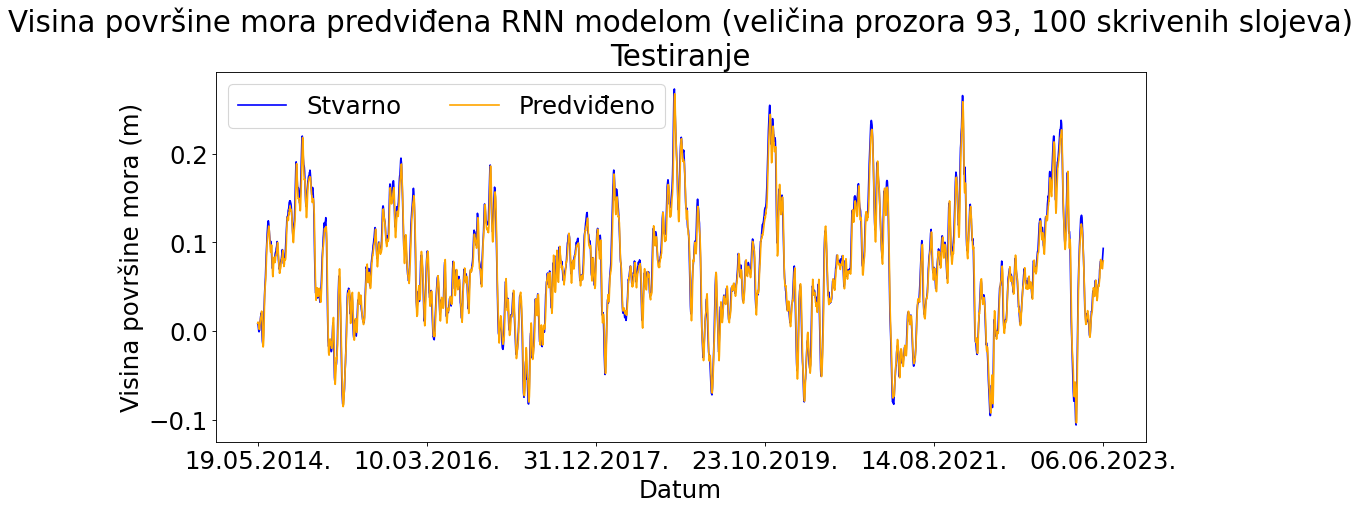 Visina površine mora predviđena RNN modelom (veličina prozora 93, 100 skrivenih slojeva)
Testiranje
Stvarno
Predviđeno
Visina površine mora (m)
0.2
0.1
0.0
−0.1
19.05.2014.
10.03.2016.
31.12.2017.
23.10.2019.
14.08.2021.
06.06.2023.
Datum